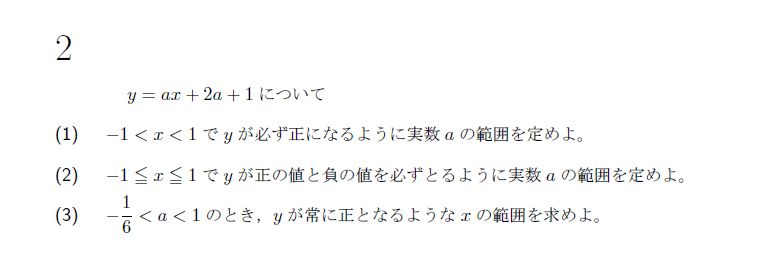 2
y = ax + 2a + 1 について
(1) −1 < x < 1 で y が必ず正になるように実数 a の範囲を定めよ。
(2) −1 ≦ x ≦ 1 で y が正の値と負の値を必ずとるように実数 a の範囲を定めよ。
(3) −1/6 < a < 1 のとき，y が常に正となるような x の範囲を求めよ。